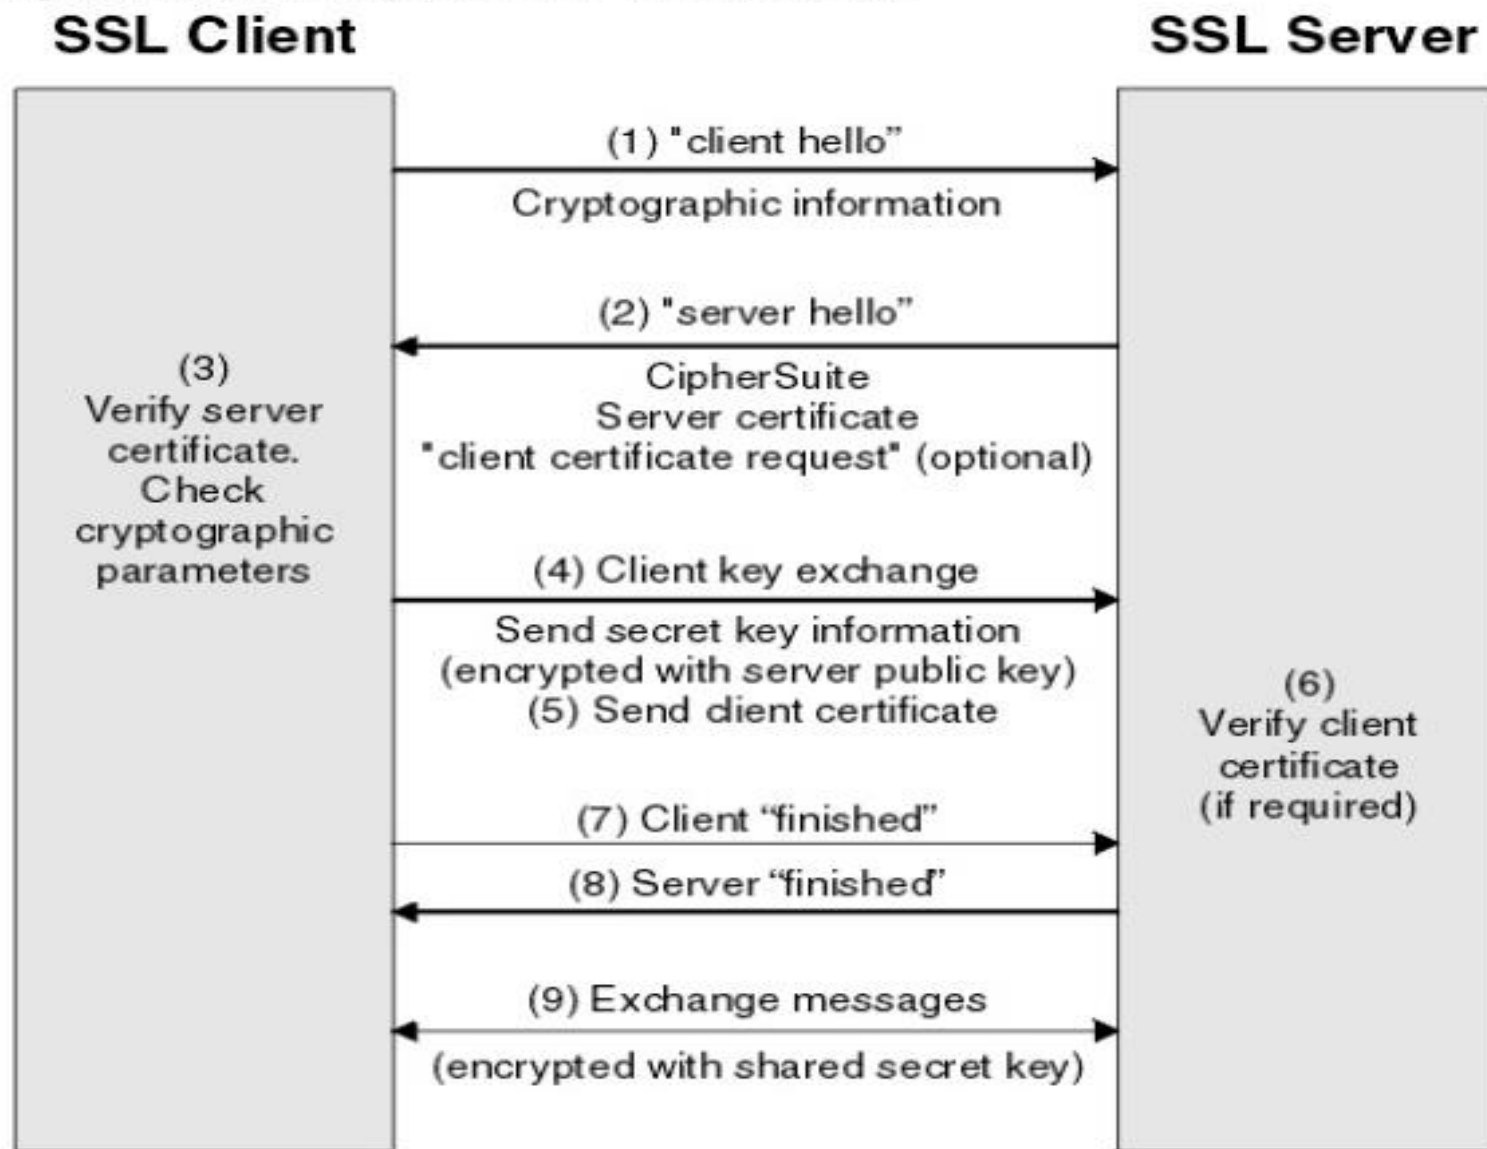 SSL Client
SSL Server
(1) "client hello”
Cryptographic information
(2) "server hello”
(3)
Verify server
certificate.
Check
cryptographic
parameters
CipherSuite
Server certificate
"client certificate request" (optional)
(4) Client key exchange
Send secret key information
(encrypted with server public key)
(5) Send client certificate
(6)
Verify client
certificate
(if required)
(7) Client “finished”
(8) Server “finished”
(9) Exchange messages
(encrypted with shared secret key)